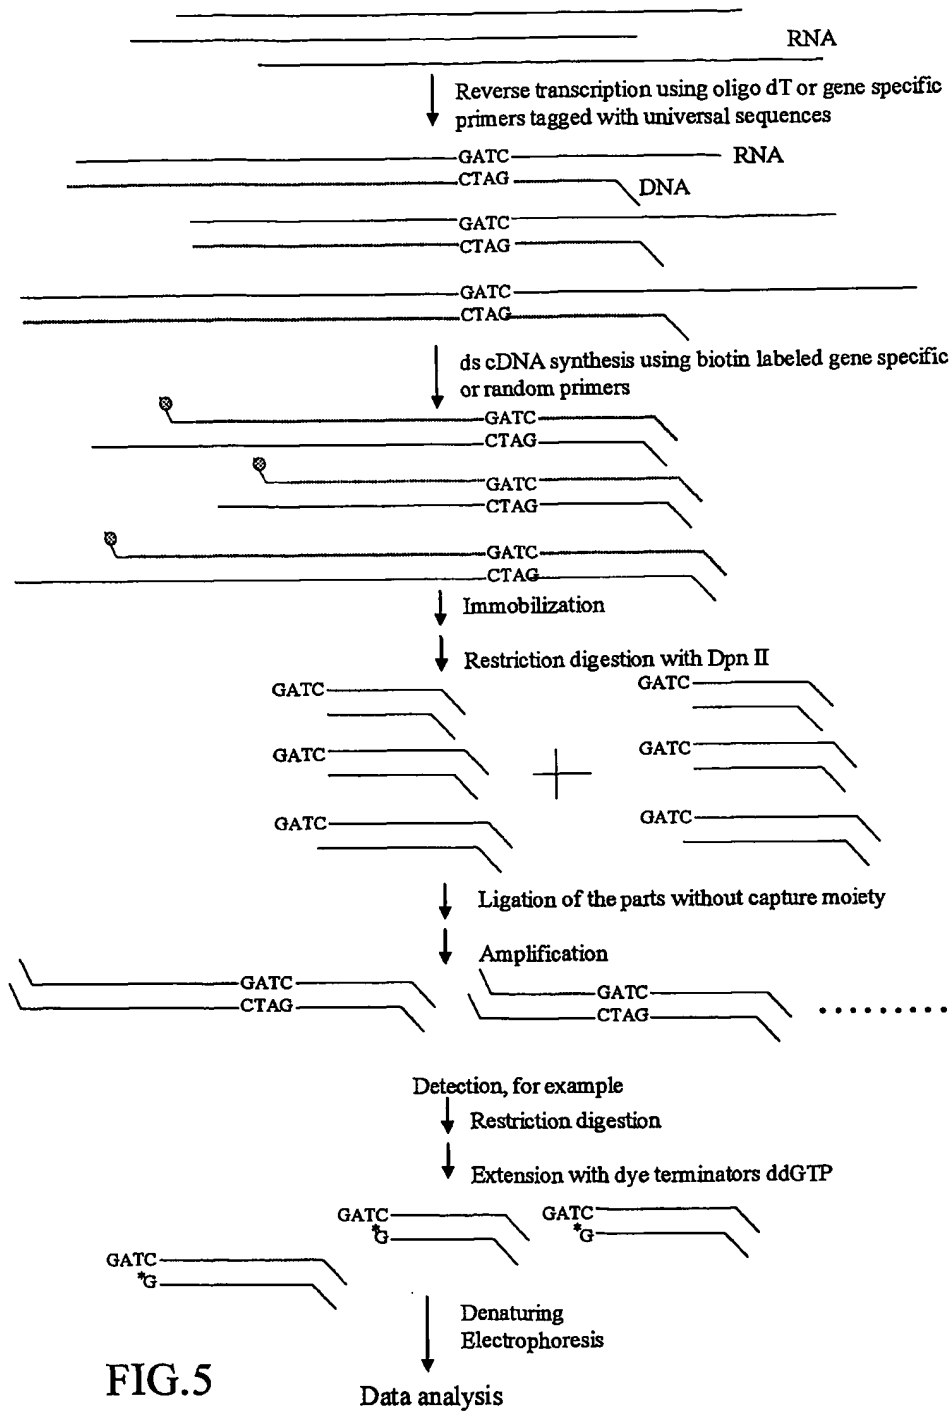 RNA
Reverse transcription using oligo dT or gene specific
primers tagged with universal sequences
GATC RNA
CTAG DNA
GATC
CTAG
GATC
CTAG
ds cDNA synthesis using biotin labeled gene specific
or random primers
GATC
CTAG
GATC
CTAG
GATC
CTAG
Immobilization
Restriction digestion with Dpn II
GATC GATC
GATC GATC
GATC GATC
Ligation of the parts without capture moiety
Amplification
GATC GATC
CTAG CTAG
Detection, for example
Restriction digestion
Extension with dye terminators ddGTP
GATC GATC
*G *G
GATC
*G
Denaturing
Electrophoresis
FIG.5
Data analysis